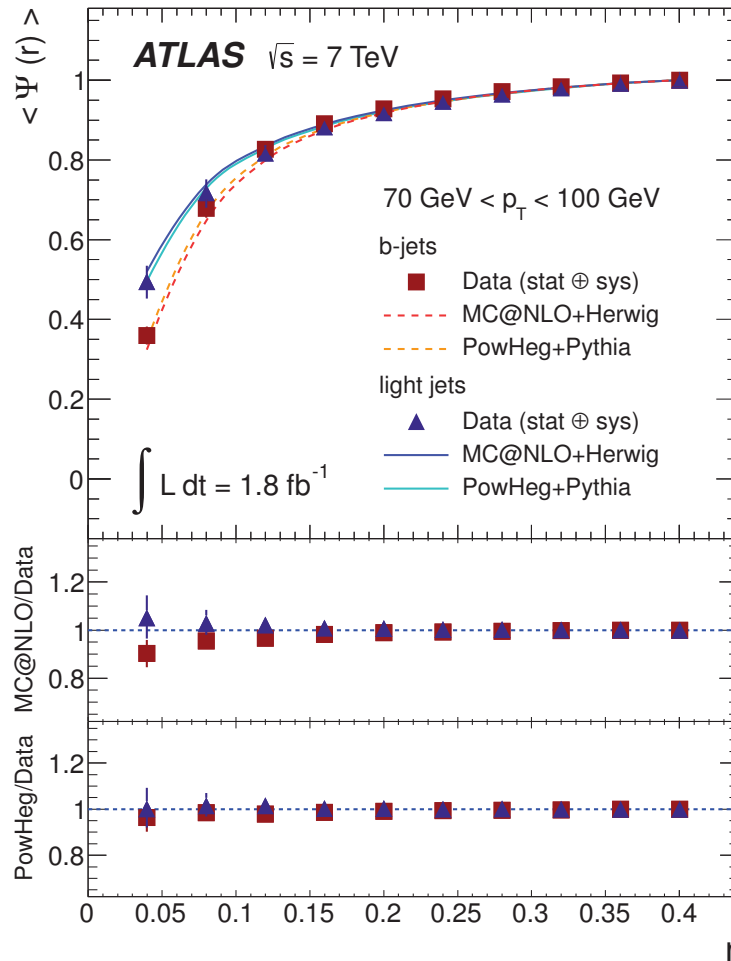 ATLAS √s = 7 TeV
< Ψ (r) >
1
0.8
0.6
0.4
0.2
0
70 GeV < p_T < 100 GeV
b-jets
Data (stat ⊕ sys)
MC@NLO+Herwig
PowHeg+Pythia
light jets
Data (stat ⊕ sys)
MC@NLO+Herwig
PowHeg+Pythia
∫ L dt = 1.8 fb⁻¹
MC@NLO/Data
1.2
1
0.8
PowHeg/Data
1.2
1
0.8
0 0.05 0.1 0.15 0.2 0.25 0.3 0.35 0.4